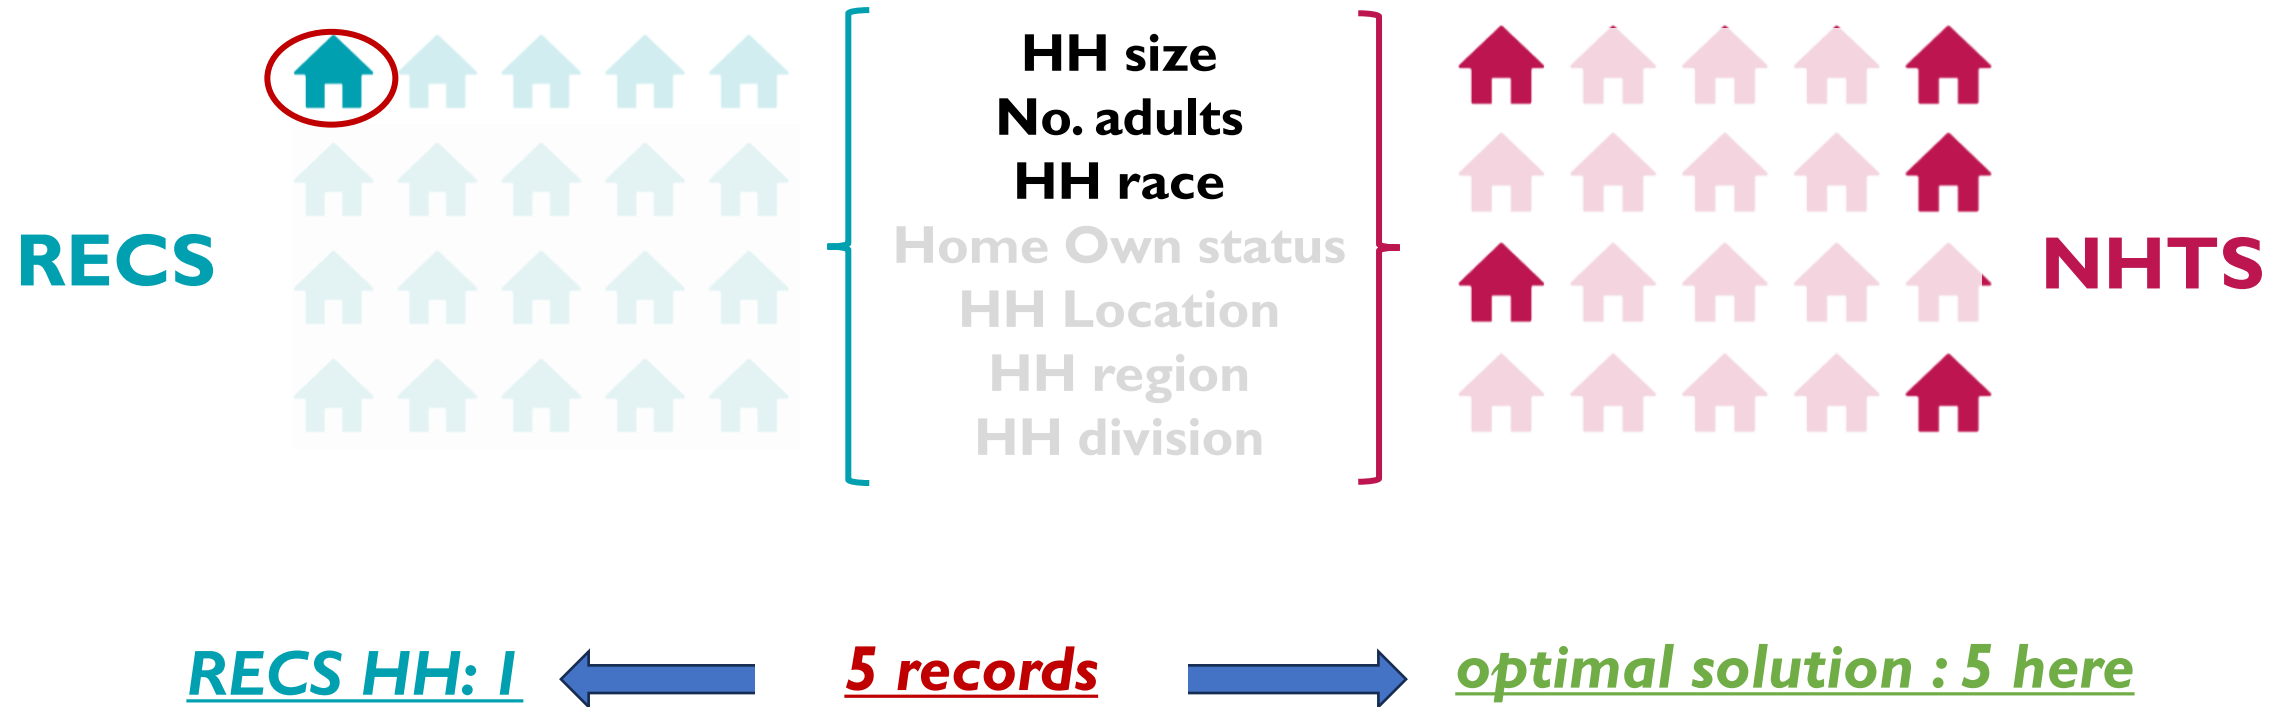 RECS
HH size
No. adults
HH race
Home Own status
HH Location
HH region
HH division
NHTS
RECS HH: 1
5 records
optimal solution : 5 here